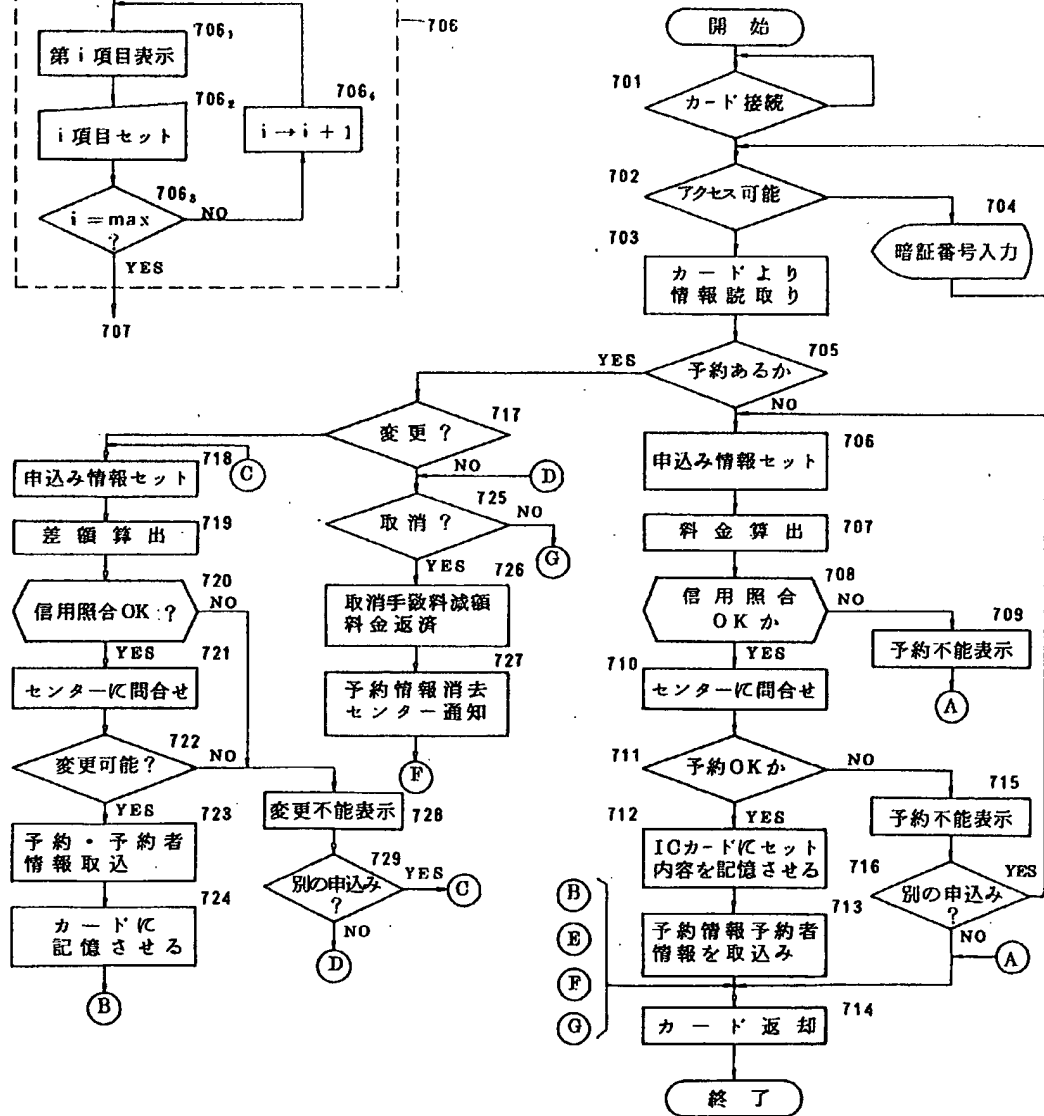 706
706₁
第i項目表示
706₂
i項目セット
706₄
i→i+1
706₃
i=max
?
NO
YES
707
開始
701
カード接続
702
アクセス可能
704
暗証番号入力
703
カードより
情報読取り
705
予約あるか
YES
NO
717
変更?
NO
D
706
申込み情報セット
707
料金算出
708
信用照合
OKか
NO
709
予約不能表示
A
YES
710
センターに問合せ
711
予約OKか
NO
715
予約不能表示
YES
712
ICカードにセット
内容を記憶させる
716
別の申込み
?
YES
NO
A
713
予約情報予約者
情報を取込み
B
E
F
G
714
カード返却
終了
718
C
申込み情報セット
719
差額算出
720
信用照合OK?
NO
YES
721
センターに問合せ
722
変更可能?
NO
YES
723
予約・予約者
情報取込
724
カードに
記憶させる
B
725
取消?
NO
G
YES
726
取消手数料減額
料金返済
727
予約情報消去
センター通知
F
変更不能表示
728
729
別の申込み
?
YES
C
NO
D